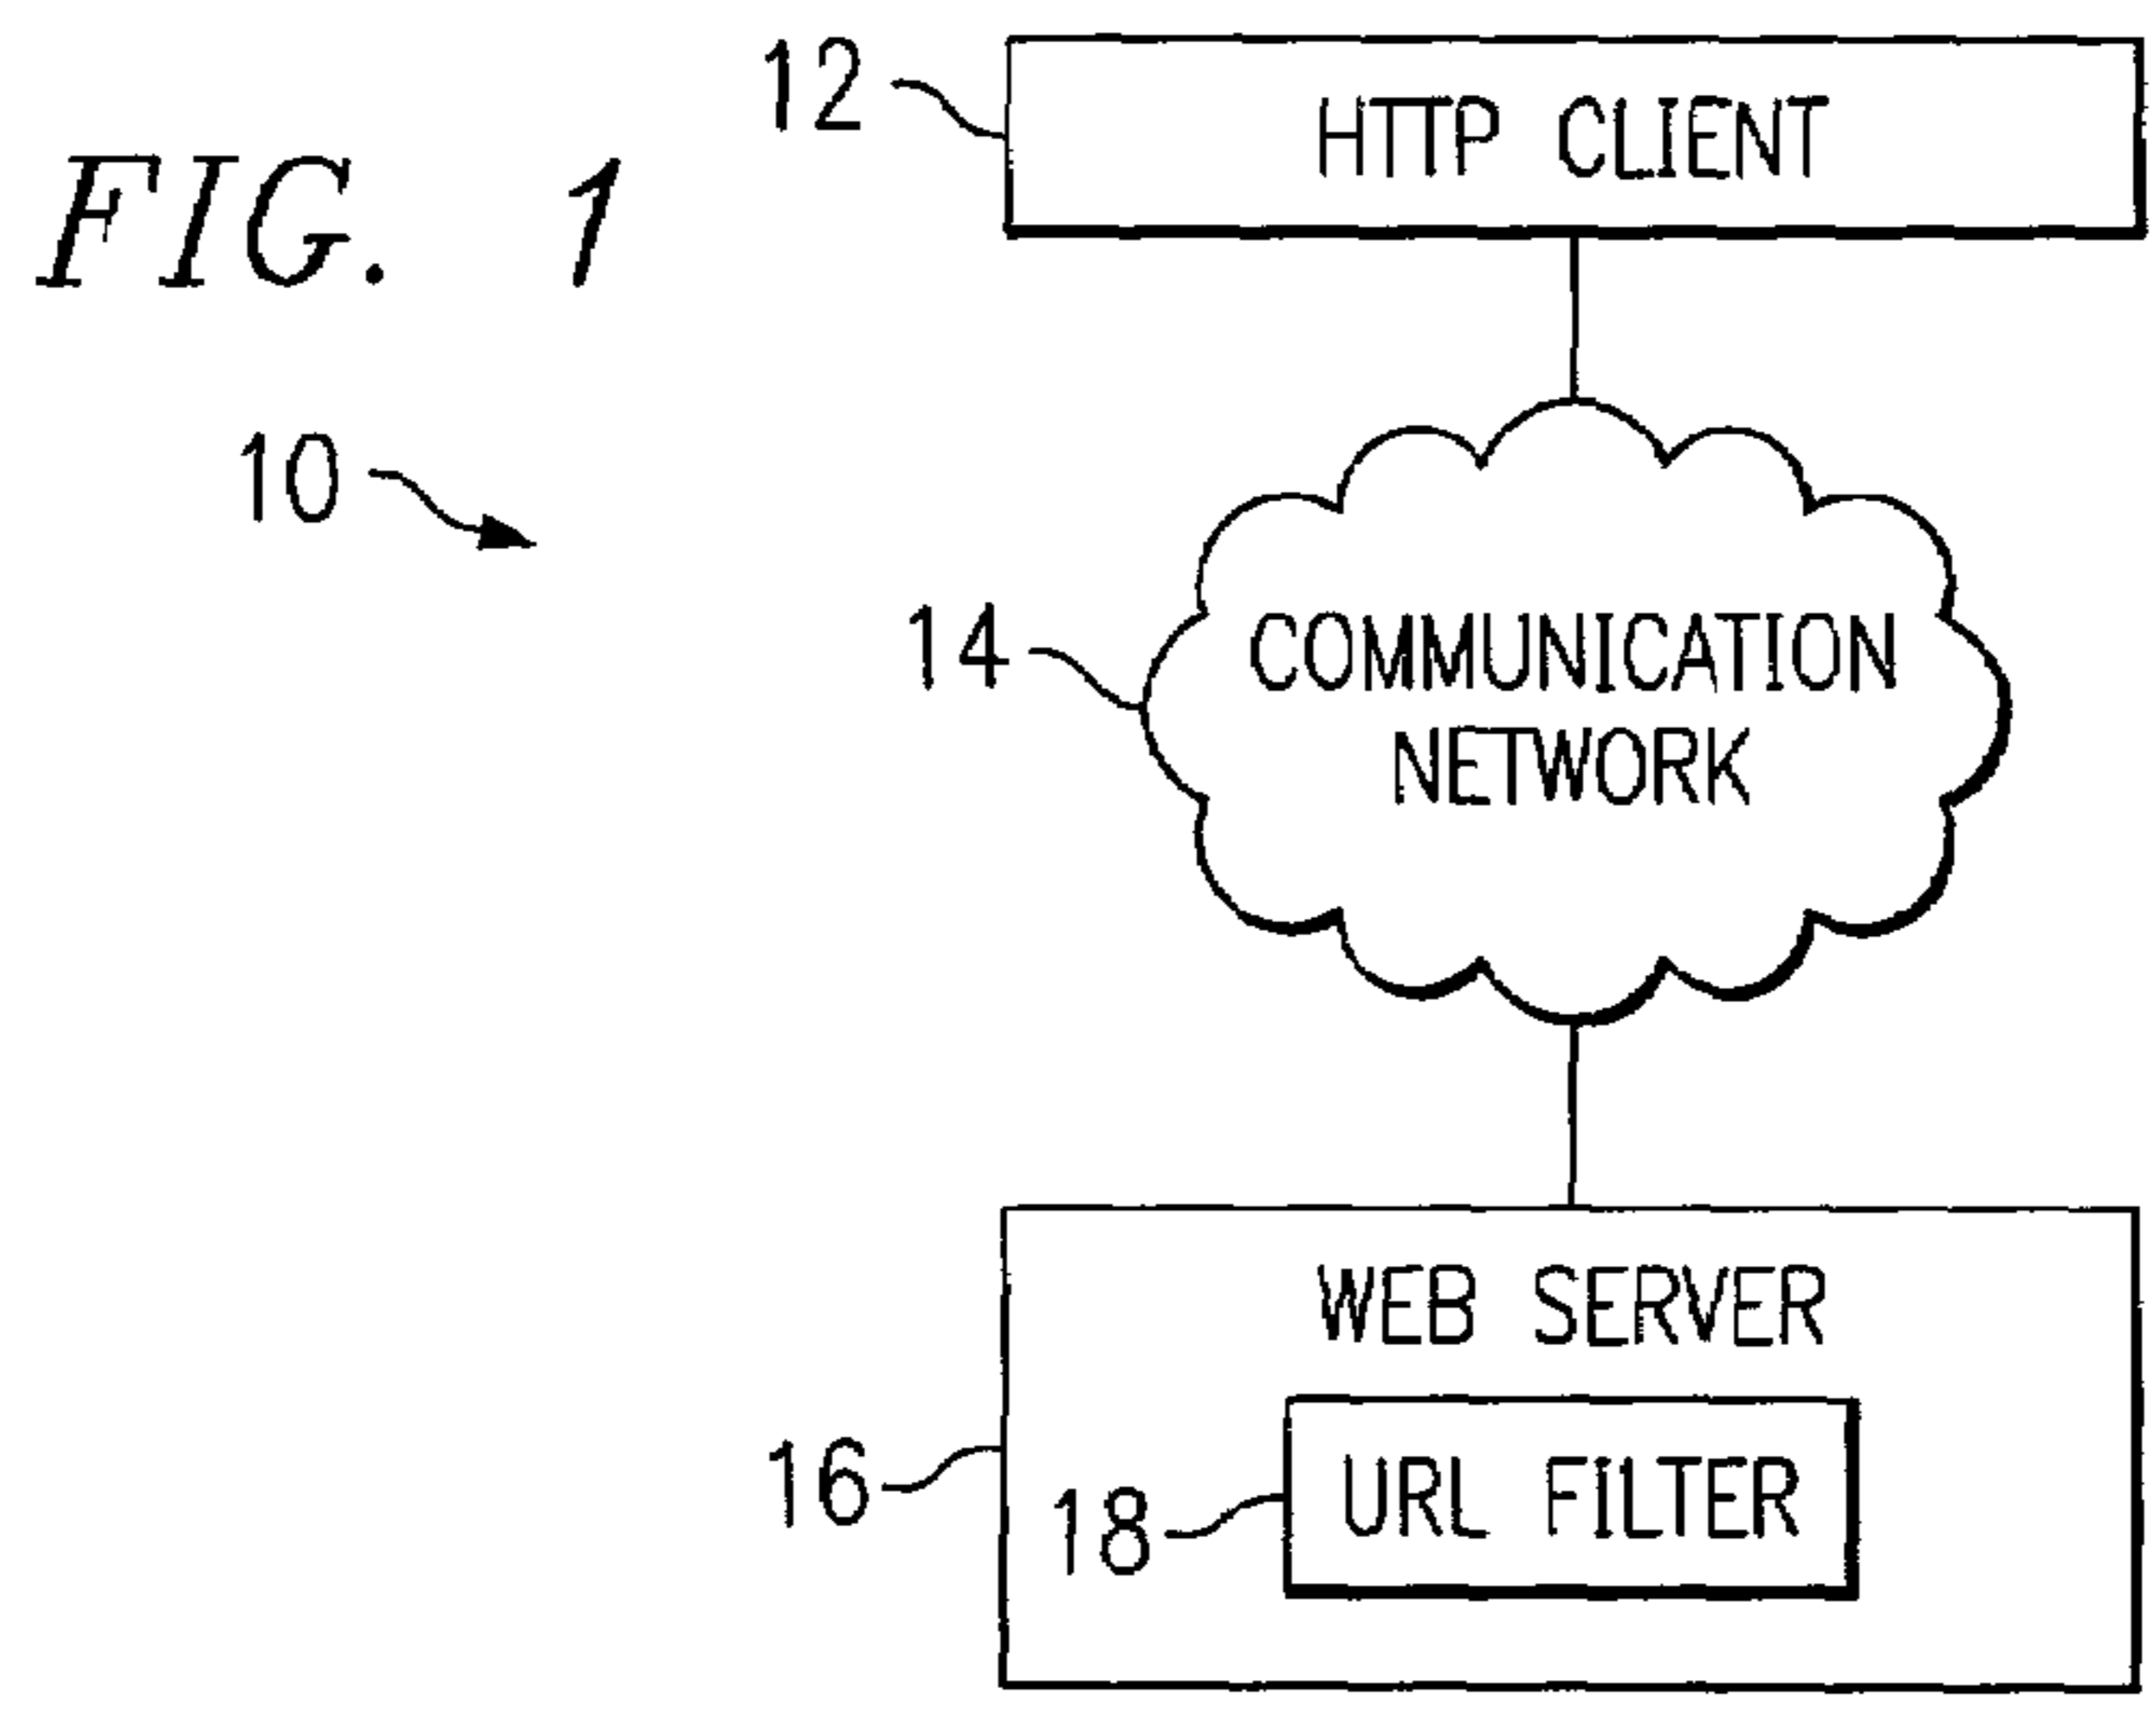 12
HTTP CLIENT
FIG. 1
10
14
COMMUNICATION
NETWORK
WEB SERVER
16
18
URL FILTER